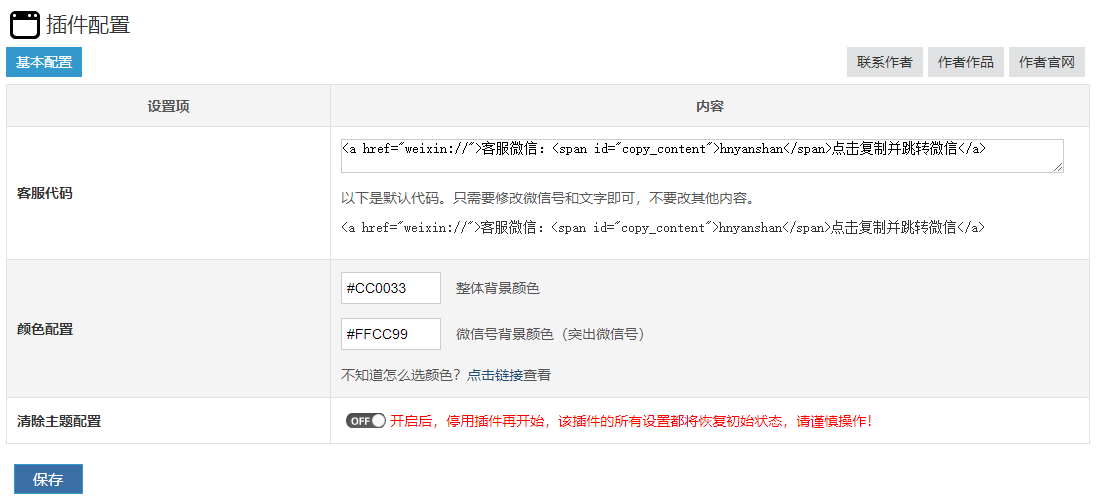 插件配置
基本配置
联系作者
作者作品
作者官网
设置项
内容
客服代码
<a href="weixin://">客服微信：<span id="copy_content">hnyanshan</span>点击复制并跳转微信</a>
以下是默认代码。只需要修改微信号和文字即可，不要改其他内容。
<a href="weixin://">客服微信：<span id="copy_content">hnyanshan</span>点击复制并跳转微信</a>
颜色配置
#CC0033 整体背景颜色
#FFCC99 微信号背景颜色（突出微信号）
不知道怎么选颜色？点击链接查看
清除主题配置
OFF 开启后，停用插件再开始，该插件的所有设置都将恢复初始状态，请谨慎操作！
保存